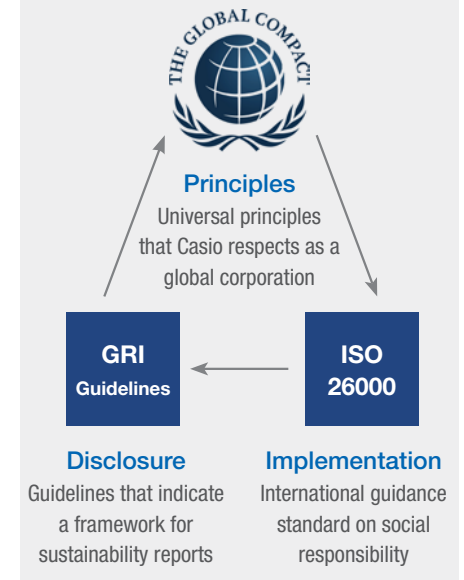 THE GLOBAL COMPACT
Principles
Universal principles
that Casio respects as a
global corporation
GRI
Guidelines
ISO
26000
Disclosure
Guidelines that indicate
a framework for
sustainability reports
Implementation
International guidance
standard on social
responsibility